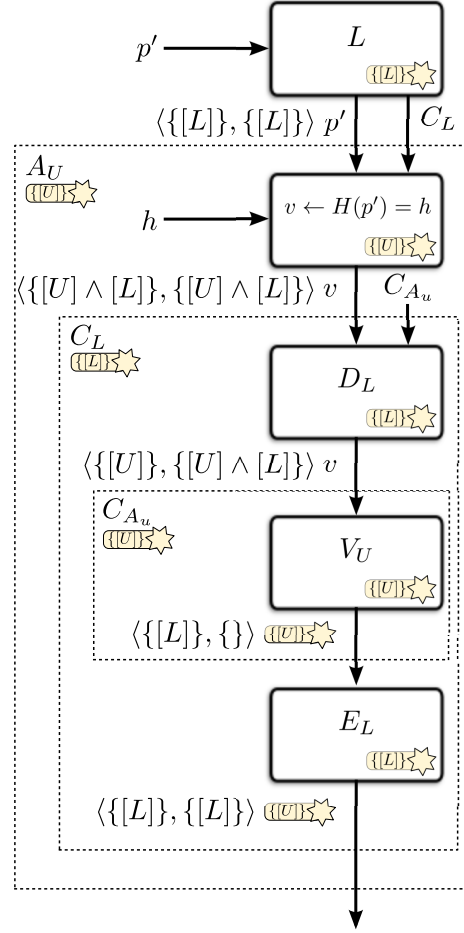 L
p′
{[L]}
⟨{[L]}, {[L]}⟩ p′
C_L
A_U
{[U]}
v ← H(p′) = h
h
{[U]}
⟨{[U] ∧ [L]}, {[U] ∧ [L]}⟩ v
C_{A_u}
C_L
{[L]}
D_L
{[L]}
⟨{[U]}, {[U] ∧ [L]}⟩ v
C_{A_u}
{[U]}
V_U
{[U]}
⟨{[L]}, {}⟩ {[U]}
E_L
{[L]}
⟨{[L]}, {[L]}⟩ {[U]}